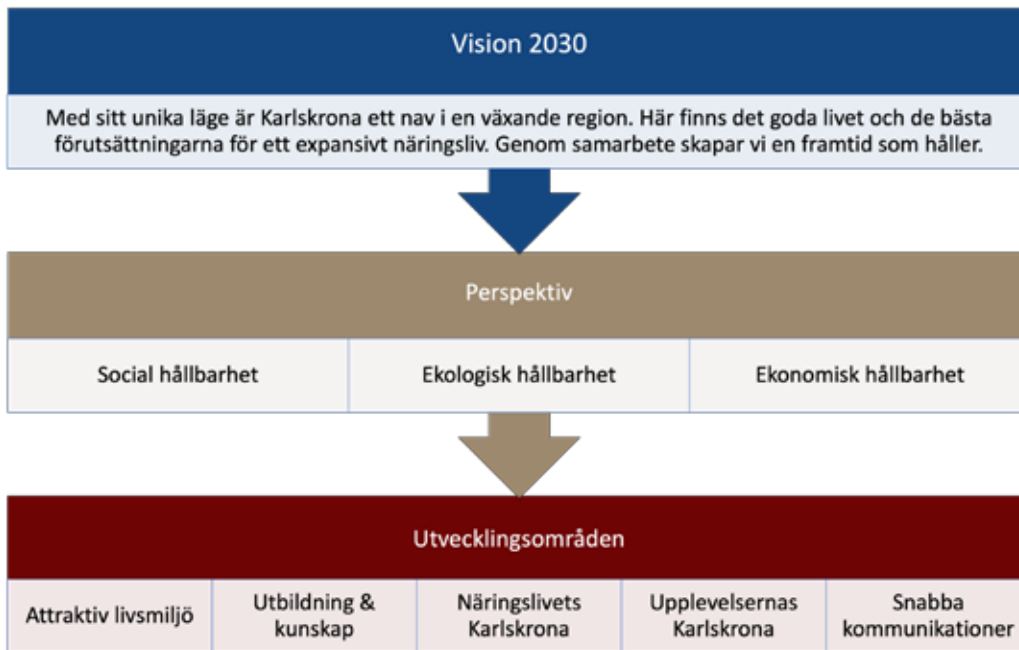 Vision 2030
Med sitt unika läge är Karlskrona ett nav i en växande region. Här finns det goda livet och de bästa
förutsättningarna för ett expansivt näringsliv. Genom samarbete skapar vi en framtid som håller.
Perspektiv
Social hållbarhet
Ekologisk hållbarhet
Ekonomisk hållbarhet
Utvecklingsområden
Attraktiv livsmiljö
Utbildning &
kunskap
Näringslivets
Karlskrona
Upplevelsernas
Karlskrona
Snabba
kommunikationer